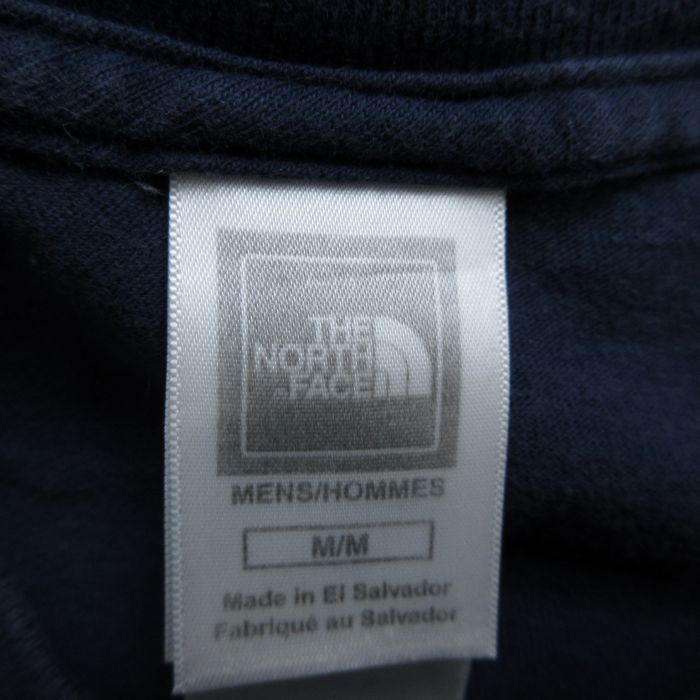 THE
NORTH
FACE
MENS/HOMMES
M/M
Made in El Salvador
Fabriqué au Salvador